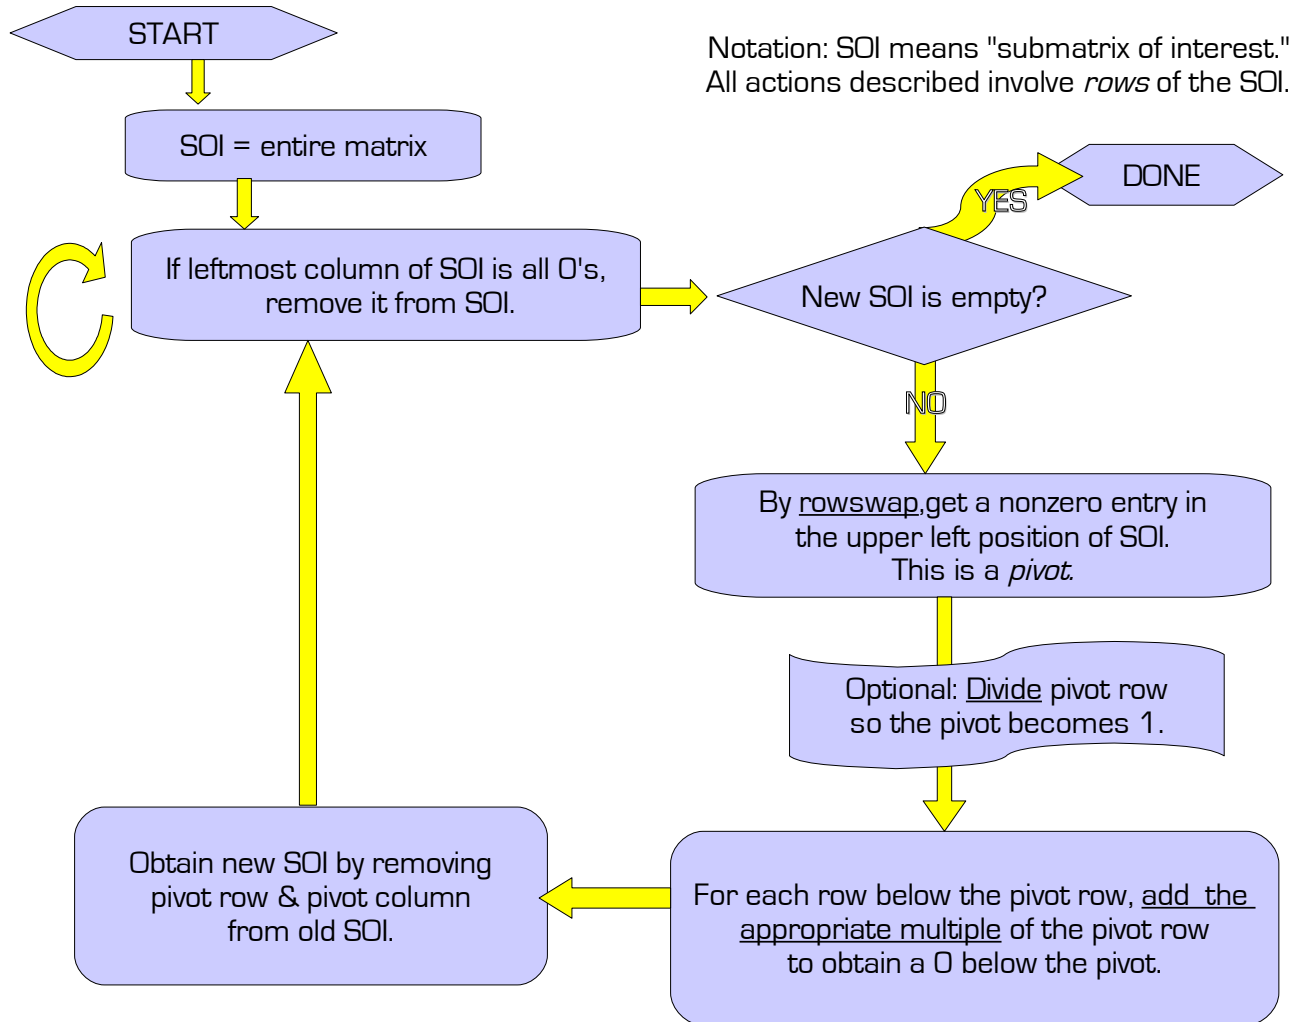 START
Notation: SOI means "submatrix of interest."
All actions described involve rows of the SOI.
SOI = entire matrix
If leftmost column of SOI is all 0's,
remove it from SOI.
New SOI is empty?
YES
DONE
NO
By rowswap,get a nonzero entry in
the upper left position of SOI.
This is a pivot.
Optional: Divide pivot row
so the pivot becomes 1.
For each row below the pivot row, add the
appropriate multiple of the pivot row
to obtain a 0 below the pivot.
Obtain new SOI by removing
pivot row & pivot column
from old SOI.